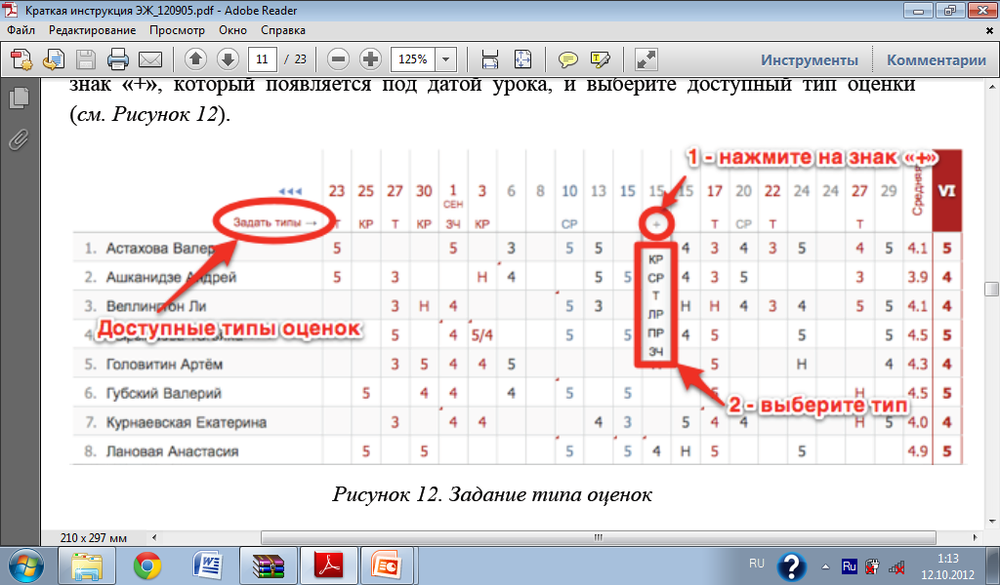 Краткая инструкция ЭЖ_120905.pdf - Adobe Reader
Файл Редактирование Просмотр Окно Справка
11 / 23 125% Инструменты Комментарии
знак «+», который появляется под датой урока, и выберите доступный тип оценки
(см. Рисунок 12).
1 - нажмите на знак «+»
23 25 27 30 1 3 6 8 10 13 15 15 15 17 20 22 24 24 27 29 Средняя VI
СЕН
Задать типы → Т КР Т КР ЗЧ КР СР + Т СР Т Т
1. Астахова Валер 5 5 3 5 5 4 3 4 3 5 4 5 4.1 5
2. Ашканидзе Андрей 5 3 Н 4 5 5 4 3 5 3 3.9 4
3. Веллингтон Ли 3 Н 4 5 3 Н Н 4 3 4 5 5 4.1 4
4. 5 4 5/4 5 5 4 5 5 5 4.5 5
5. Головитин Артём 3 5 4 4 5 5 Н 4 4.3 4
6. Губский Валерий 5 4 4 4 5 5 Н 5 4.5 5
7. Курнаевская Екатерина 3 4 4 4 3 5 4 4 Н 5 4.0 4
8. Лановая Анастасия 5 5 5 5 4 Н 5 5 4.9 5
КР
СР
Т
ЛР
ПР
ЗЧ
Доступные типы оценок
2 - выберите тип
Рисунок 12. Задание типа оценок
210 x 297 мм
RU Ru 1:13
12.10.2012